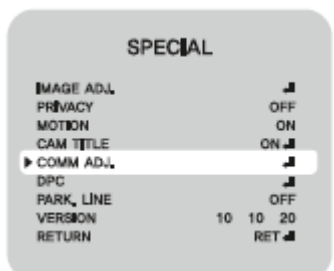 SPECIAL
IMAGE ADJ. ↲
PRIVACY OFF
MOTION ON
CAM TITLE ON ↲
▶ COMM ADJ. ↲
DPC ↲
PARK. LINE OFF
VERSION 10 10 20
RETURN RET ↲